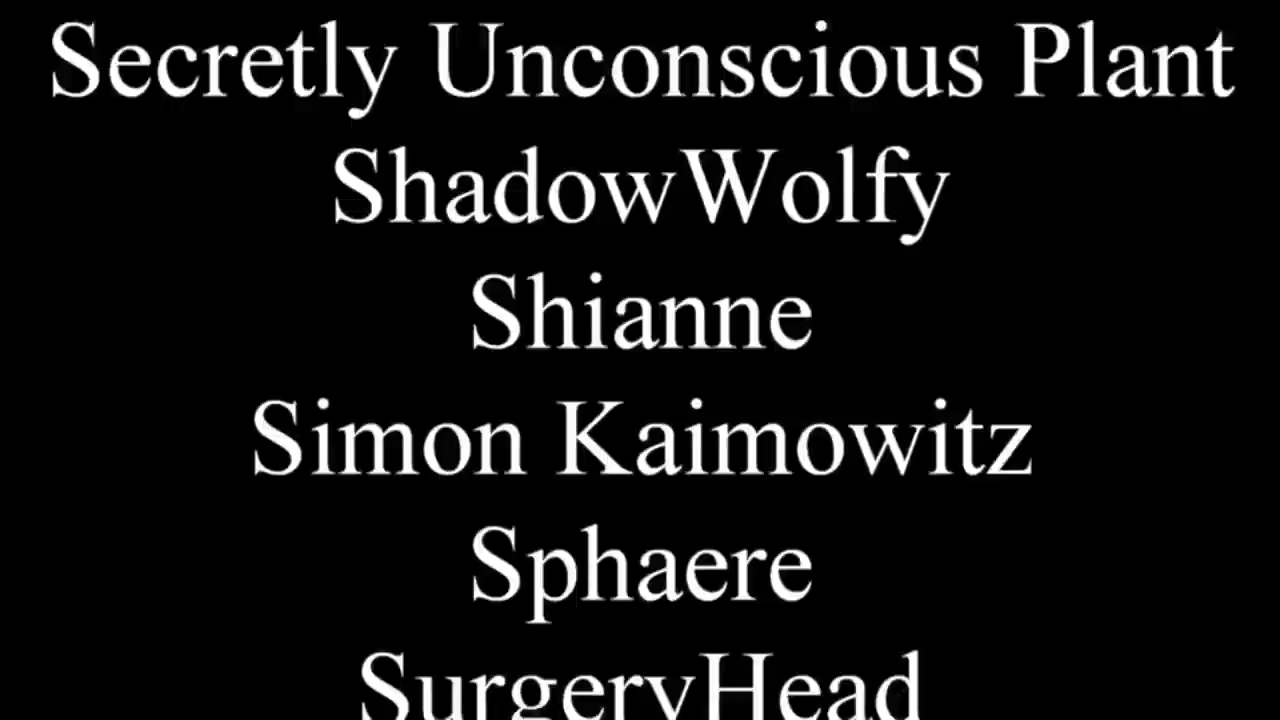 Secretly Unconscious Plant
ShadowWolfy
Shianne
Simon Kaimowitz
Sphaere
SurgeryHead